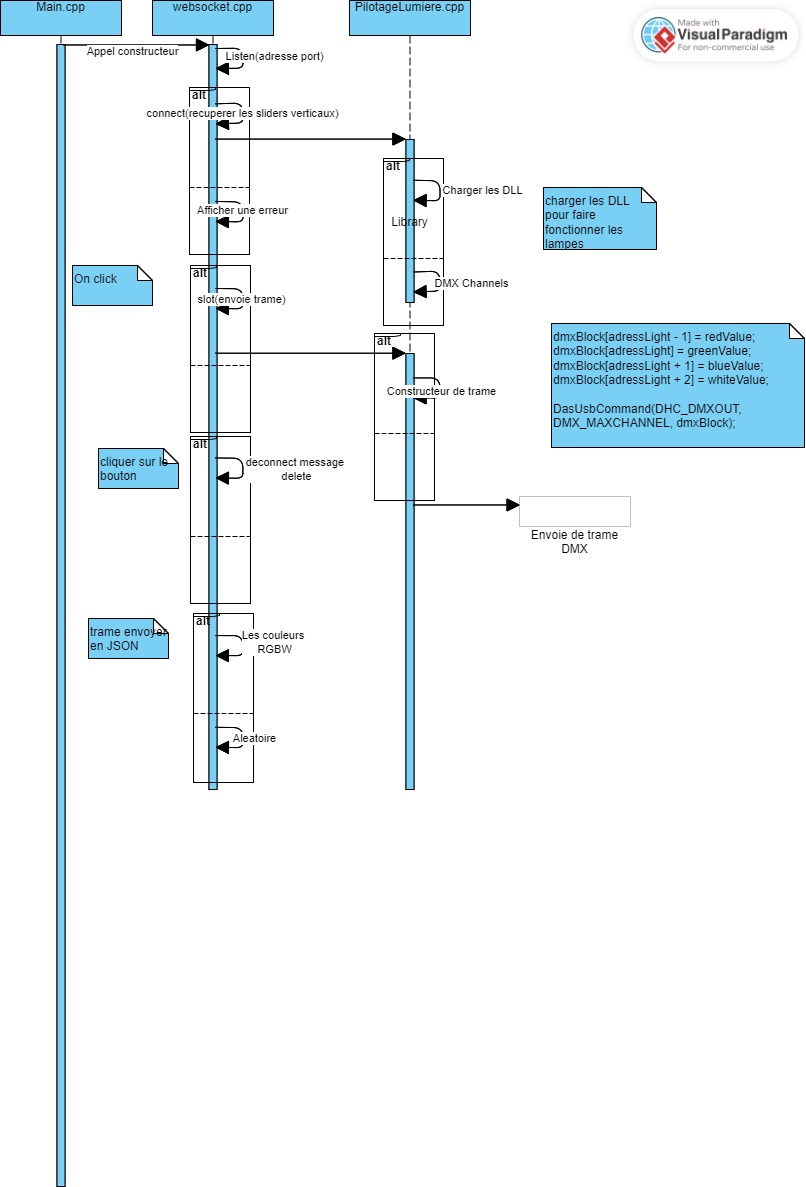 Main.cpp
websocket.cpp
PilotageLumiere.cpp
Made with
VisualParadigm
For non-commercial use
Appel constructeur
Listen(adresse port)
alt
connect(recuperer les sliders verticaux)
alt
Charger les DLL
Library
charger les DLL
pour faire
fonctionner les
lampes
Afficher une erreur
alt
On click
slot(envoie trame)
DMX Channels
alt
Constructeur de trame
dmxBlock[adressLight - 1] = redValue;
dmxBlock[adressLight] = greenValue;
dmxBlock[adressLight + 1] = blueValue;
dmxBlock[adressLight + 2] = whiteValue;
DasUsbCommand(DHC_DMXOUT,
DMX_MAXCHANNEL, dmxBlock);
alt
cliquer sur le
bouton
deconnect message
delete
Envoie de trame
DMX
alt
trame envoyer
en JSON
Les couleurs
RGBW
Aleatoire